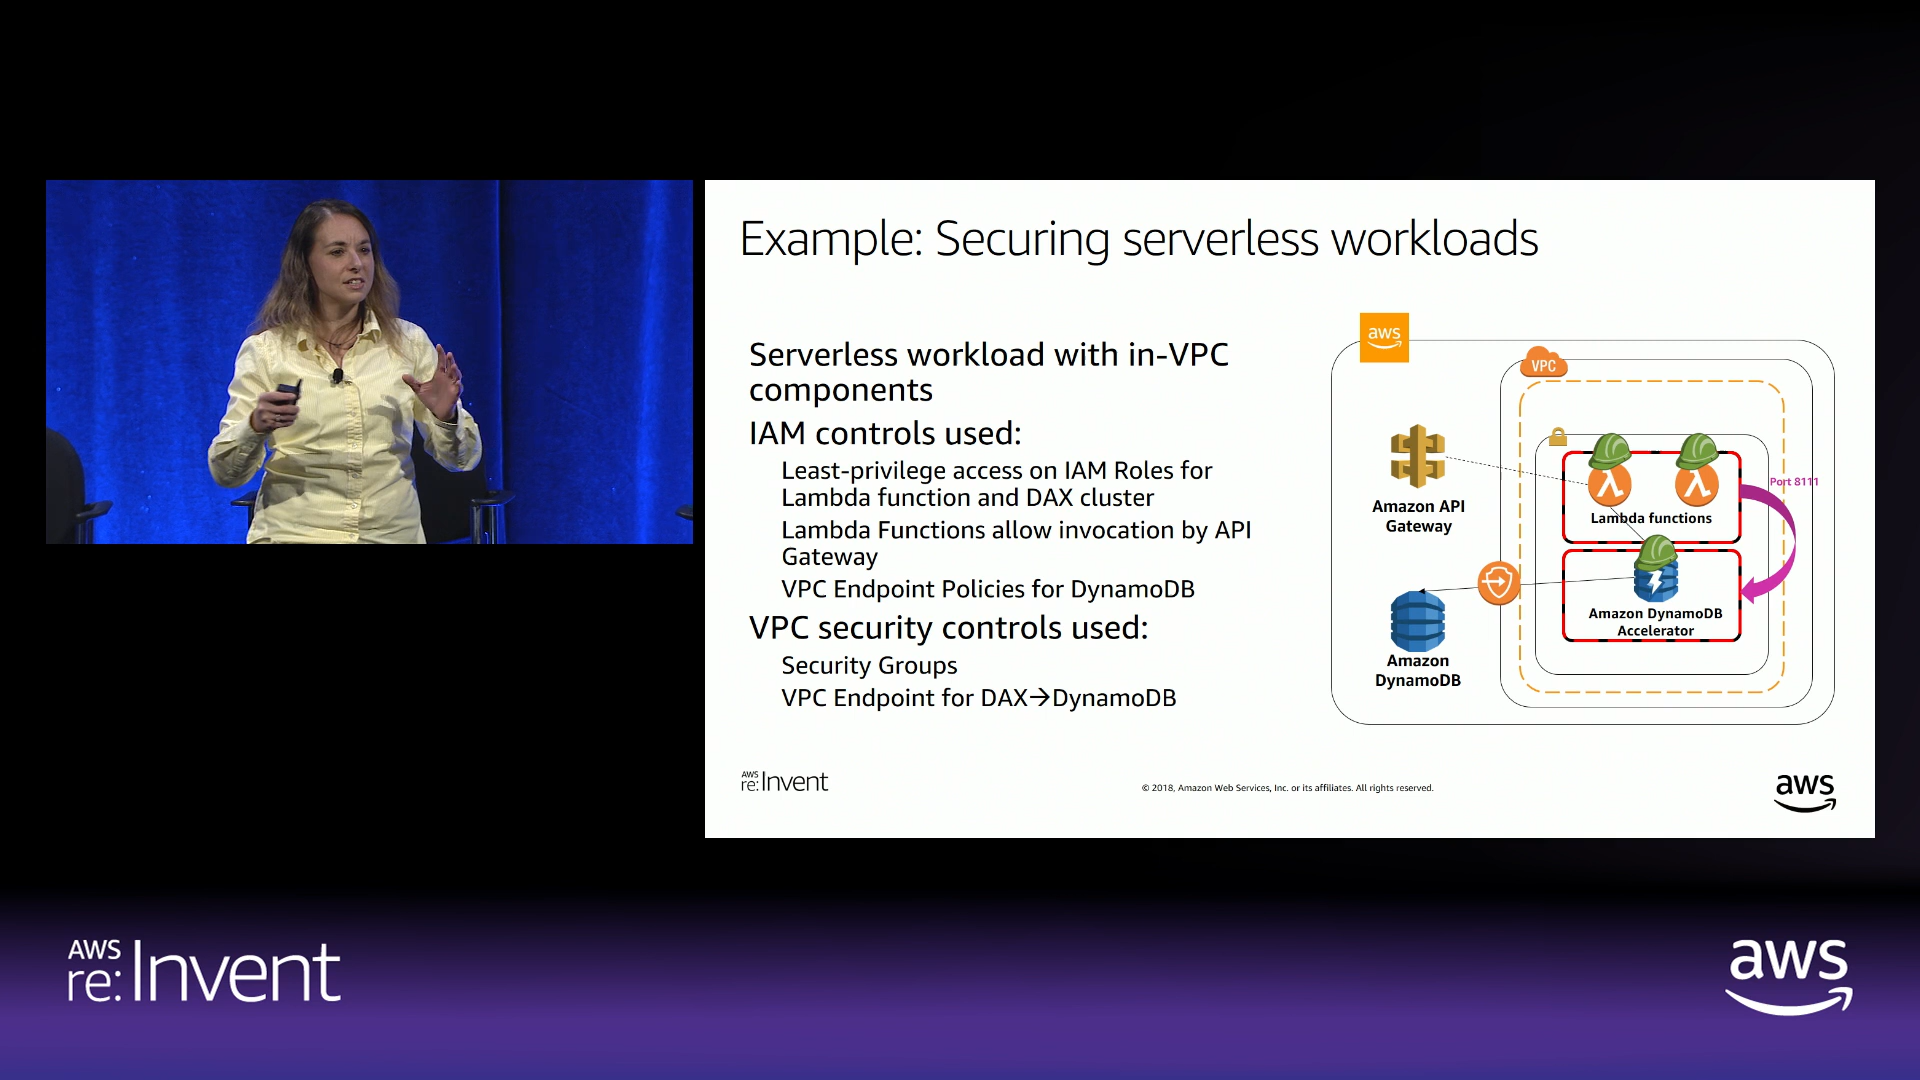 Example: Securing serverless workloads
Serverless workload with in-VPC
components
IAM controls used:
Least-privilege access on IAM Roles for
Lambda function and DAX cluster
Lambda Functions allow invocation by API
Gateway
VPC Endpoint Policies for DynamoDB
VPC security controls used:
Security Groups
VPC Endpoint for DAX→DynamoDB
aws
VPC
Amazon API
Gateway
Lambda functions
Port 8111
Amazon DynamoDB
Accelerator
Amazon
DynamoDB
AWS
re:Invent
© 2018, Amazon Web Services, Inc. or its affiliates. All rights reserved.
aws
AWS
re:Invent
aws